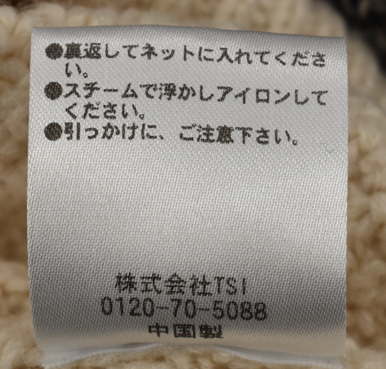 ●裏返してネットに入れてくださ
い。
●スチームで浮かしアイロンして
ください。
●引っかけに、ご注意下さい。
株式会社TSI
0120-70-5088
中国製